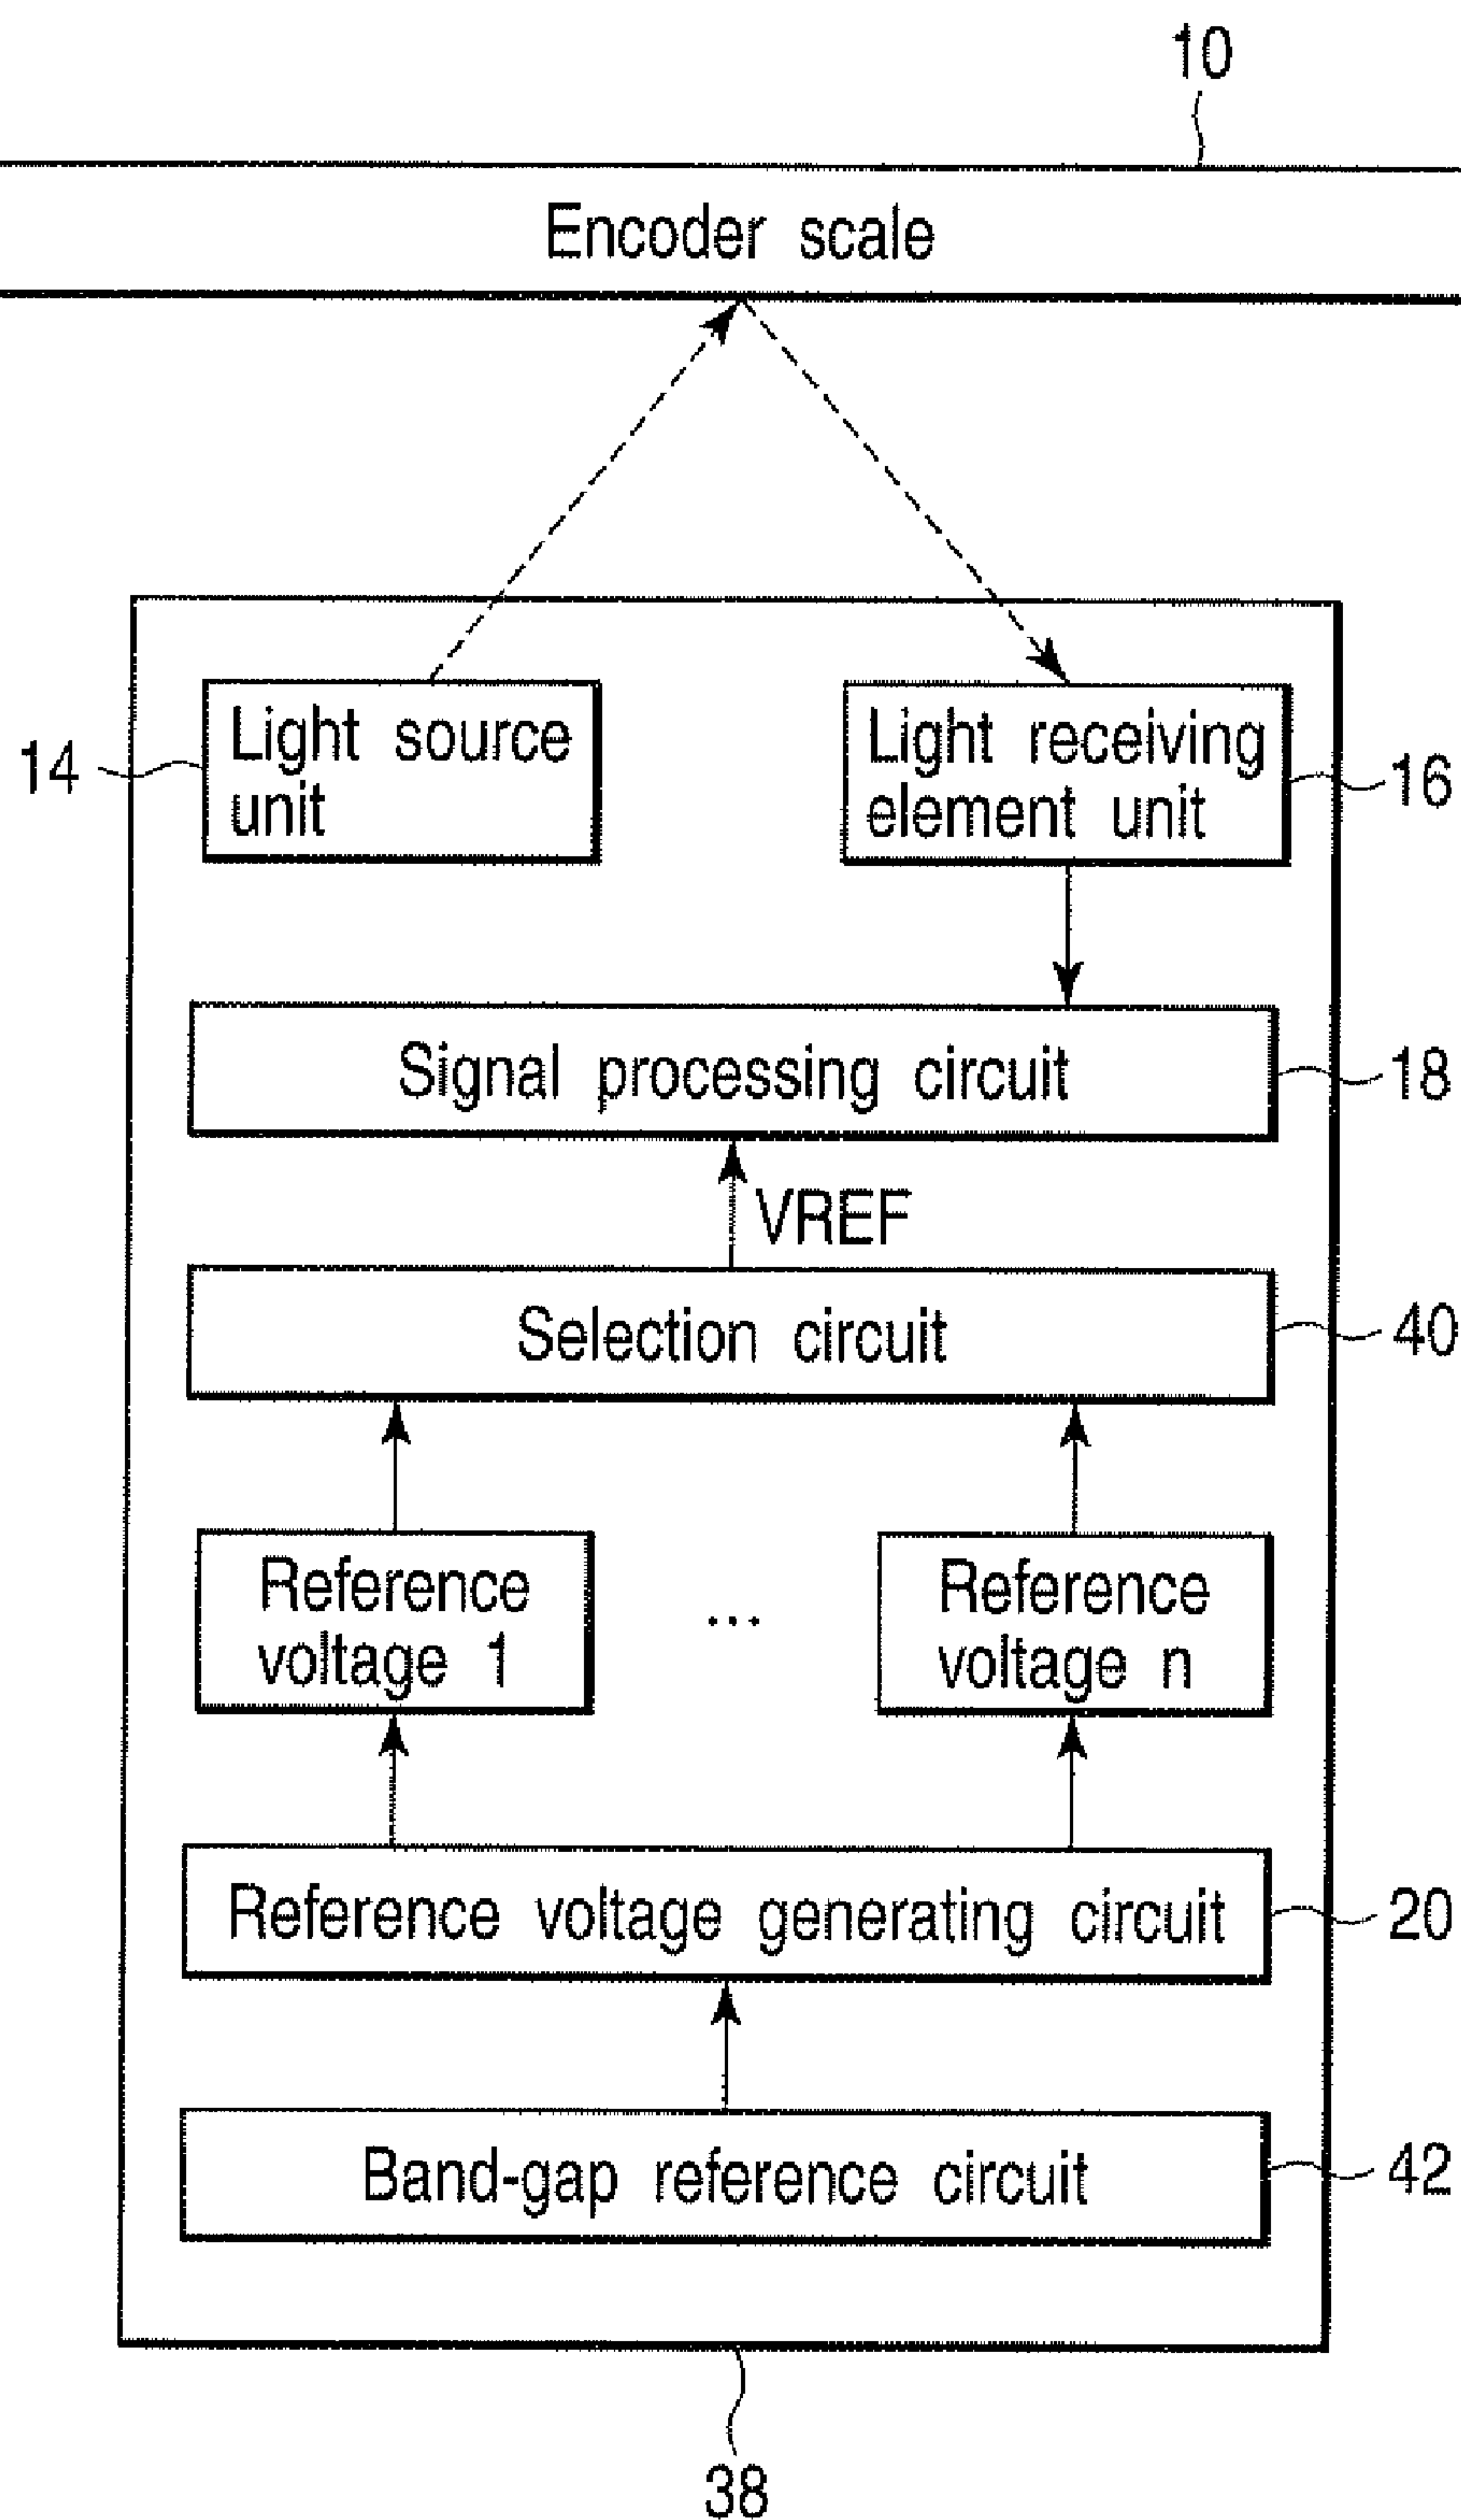 10
Encoder scale
14
Light source
unit
Light receiving
element unit
16
Signal processing circuit
18
VREF
Selection circuit
40
Reference
voltage 1
...
Reference
voltage n
Reference voltage generating circuit
20
Band-gap reference circuit
42
38